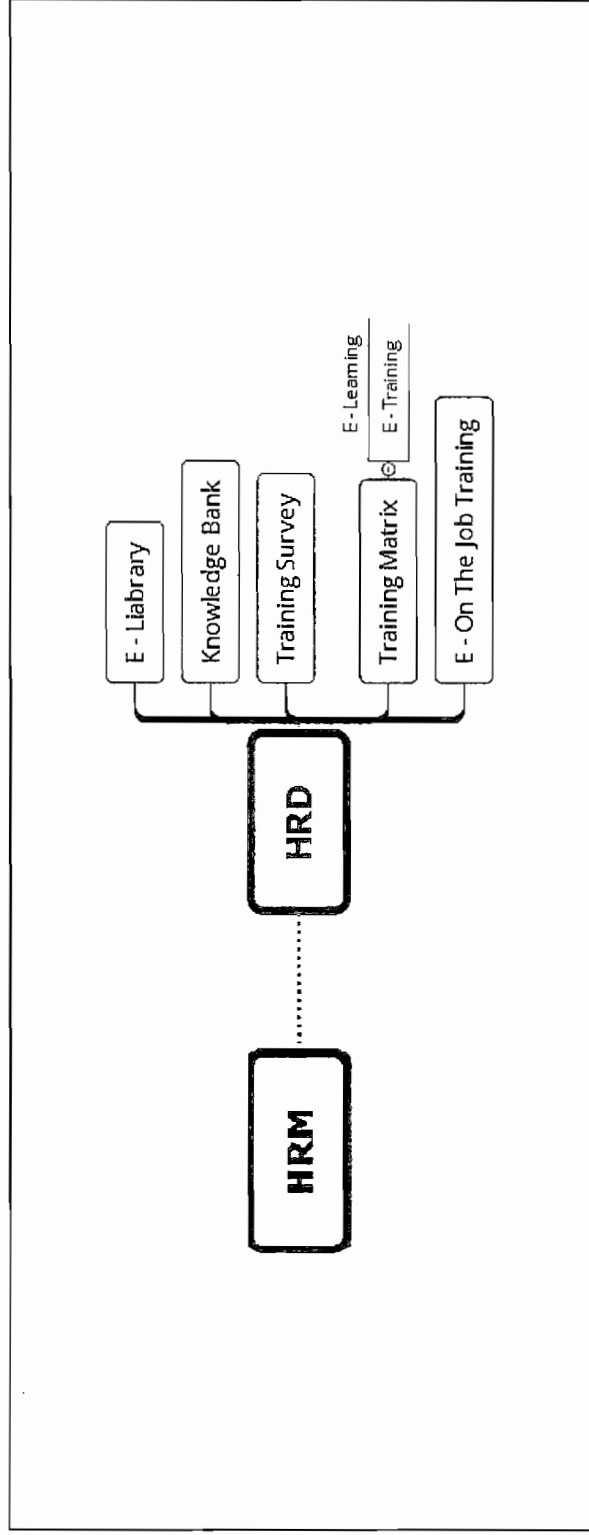 HRM
HRD
E - Liabrary
Knowledge Bank
Training Survey
Training Matrix
E - Learning
E - Training
E - On The Job Training